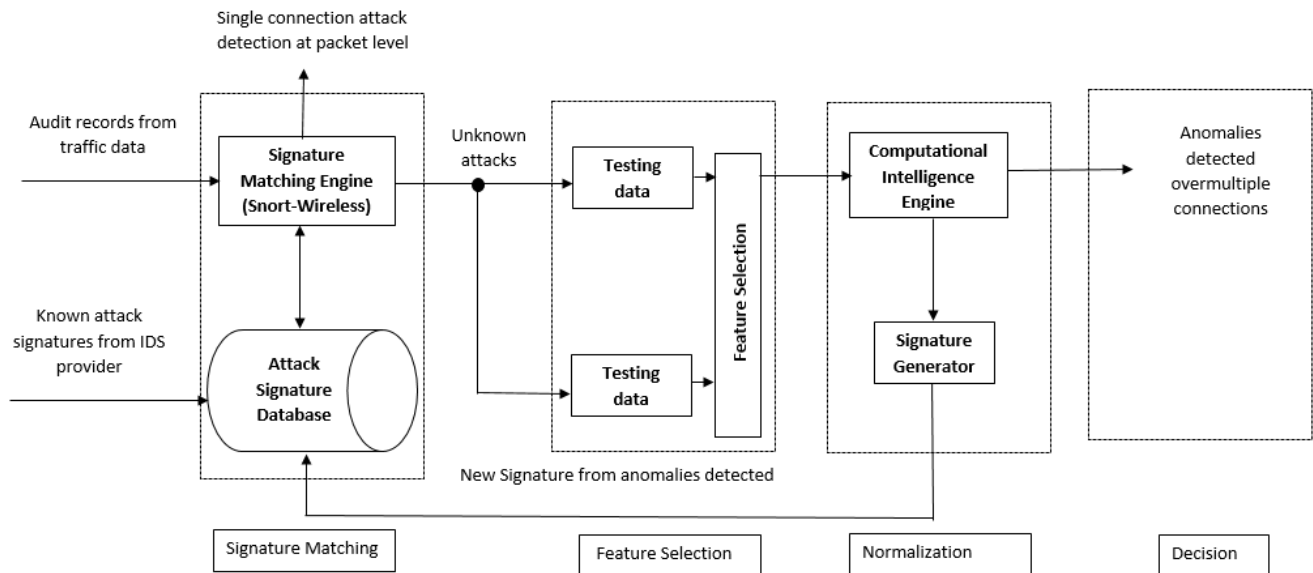 Single connection attack
detection at packet level
Audit records from
traffic data
Signature
Matching Engine
(Snort-Wireless)
Unknown
attacks
Testing
data
Feature Selection
Computational
Intelligence
Engine
Anomalies
detected
overmultiple
connections
Known attack
signatures from IDS
provider
Attack
Signature
Database
Testing
data
Signature
Generator
New Signature from anomalies detected
Signature Matching
Feature Selection
Normalization
Decision